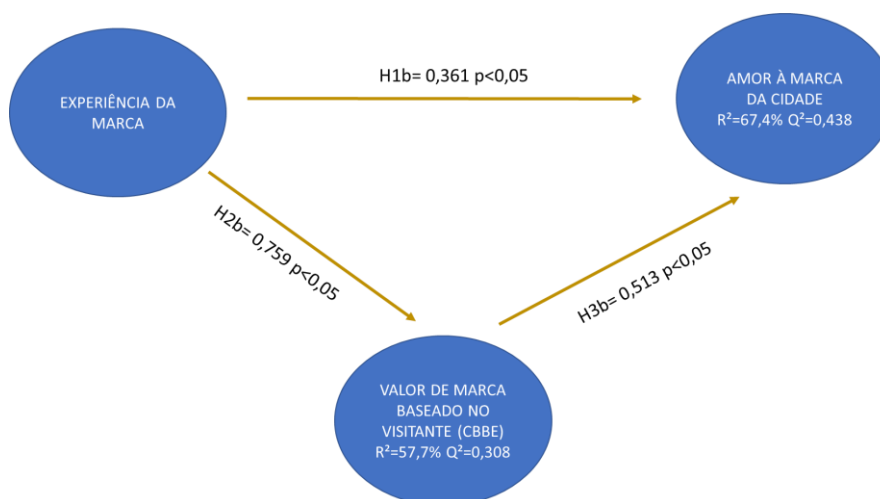 H1b= 0,361 p<0,05
EXPERIÊNCIA DA
MARCA
AMOR À MARCA
DA CIDADE
R²=67,4% Q²=0,438
H2b= 0,759 p<0,05
H3b= 0,513 p<0,05
VALOR DE MARCA
BASEADO NO
VISITANTE (CBBE)
R²=57,7% Q²=0,308